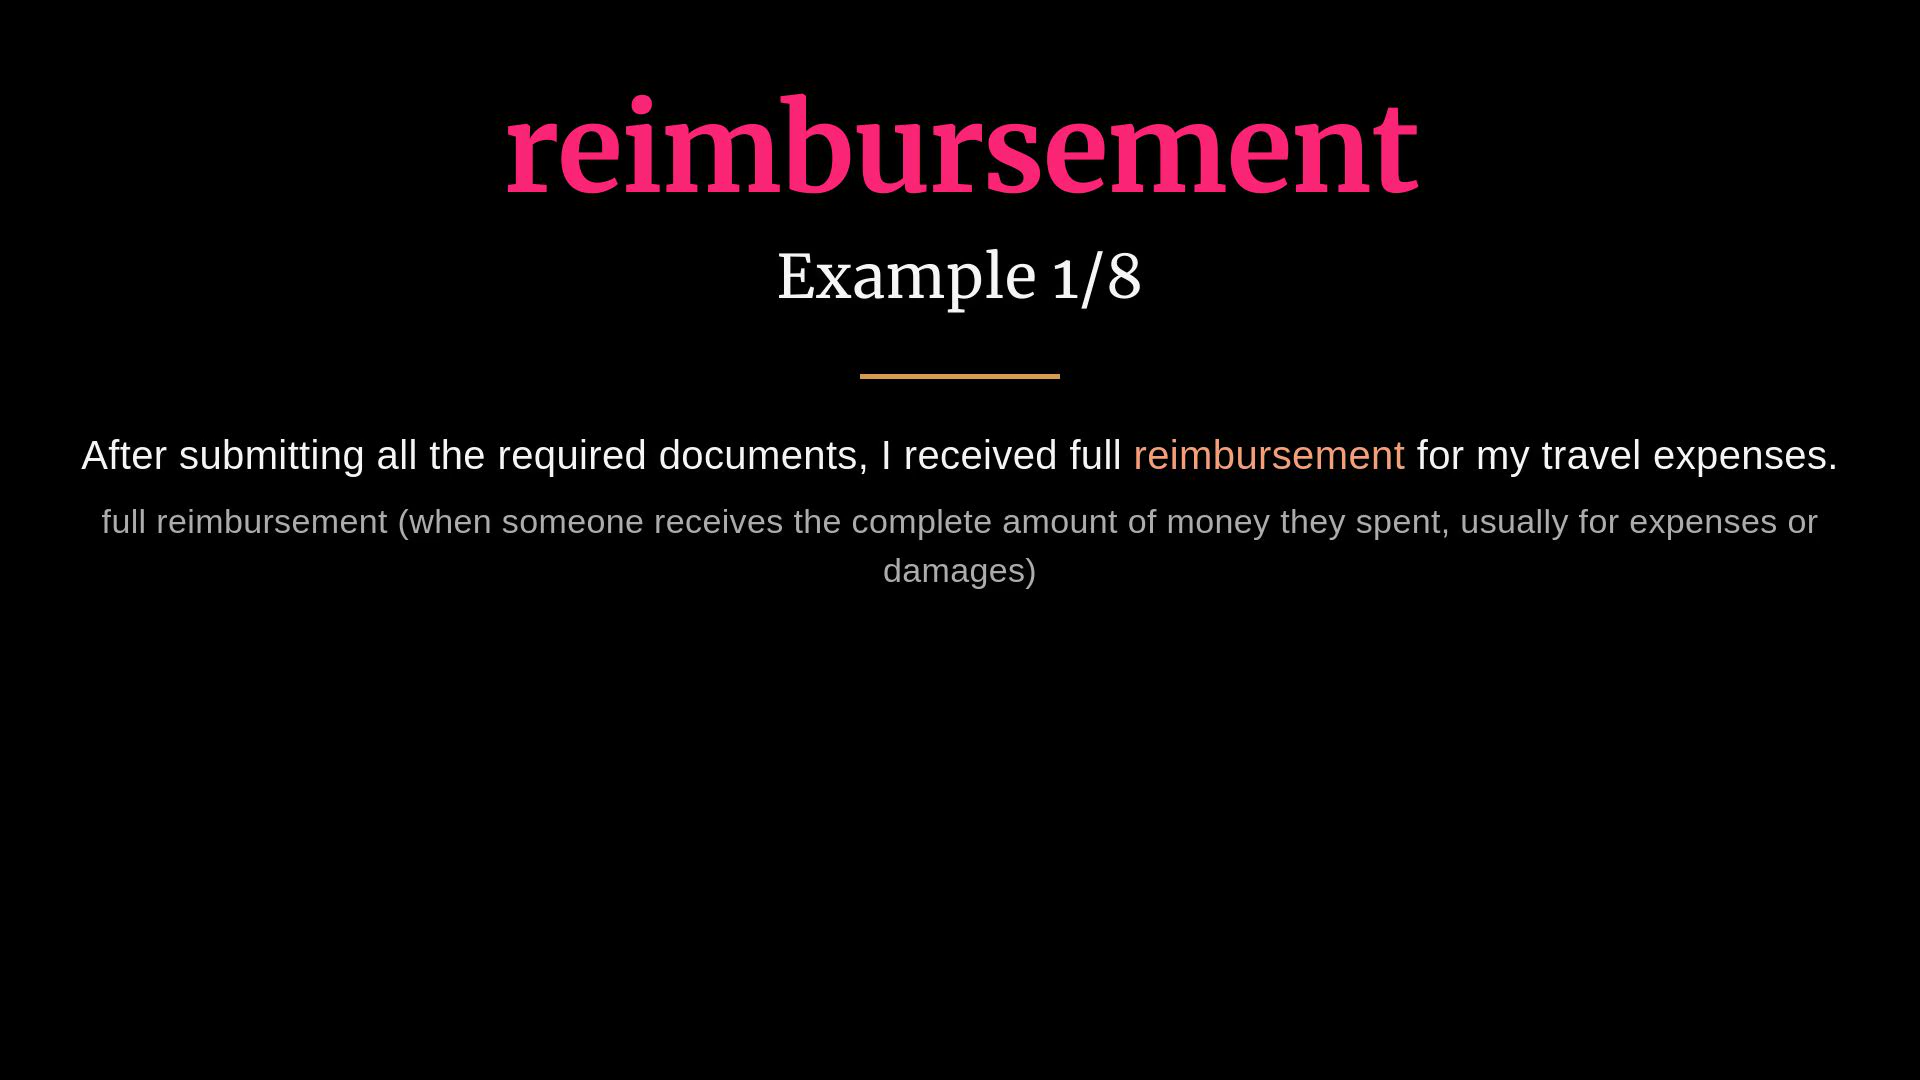 reimbursement
Example 1/8
After submitting all the required documents, I received full reimbursement for my travel expenses.
full reimbursement (when someone receives the complete amount of money they spent, usually for expenses or
damages)